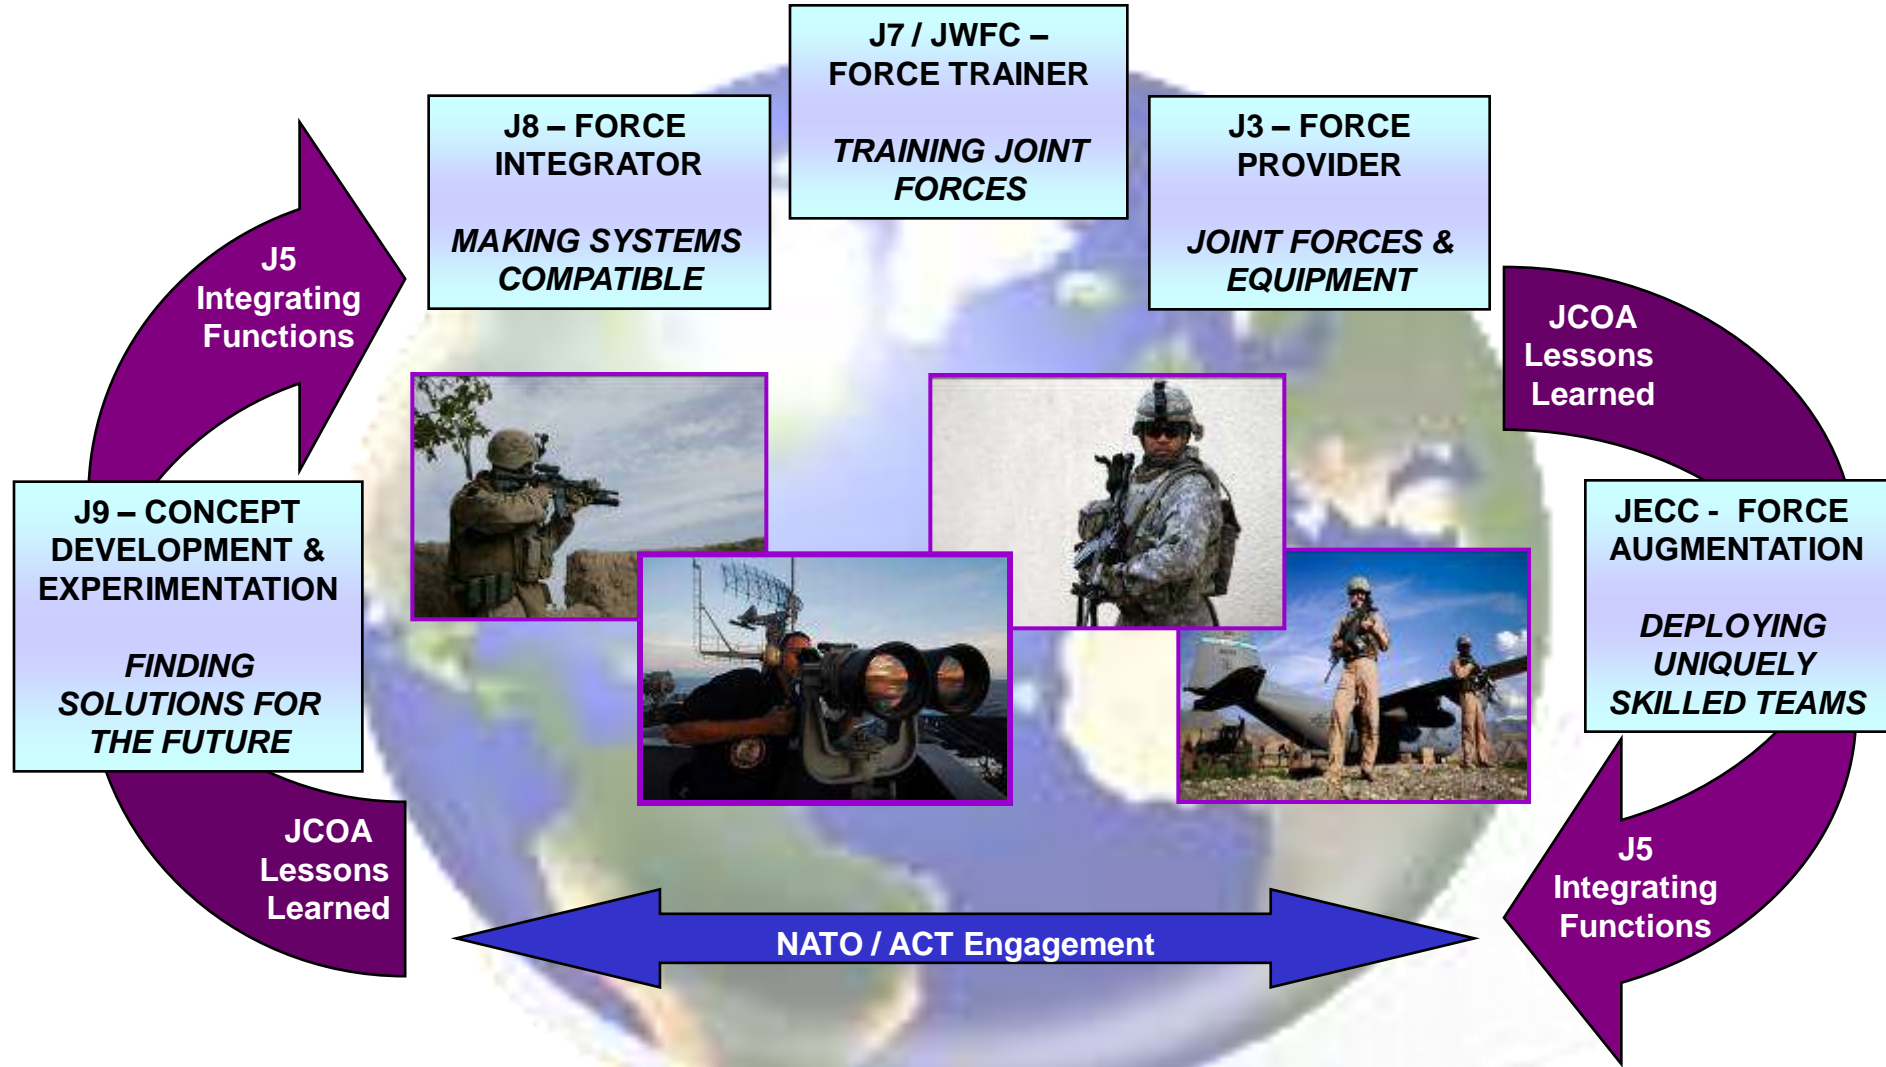 J7 / JWFC –
FORCE TRAINER
TRAINING JOINT
FORCES
J8 – FORCE
INTEGRATOR
MAKING SYSTEMS
COMPATIBLE
J3 – FORCE
PROVIDER
JOINT FORCES &
EQUIPMENT
J5
Integrating
Functions
JCOA
Lessons
Learned
J9 – CONCEPT
DEVELOPMENT &
EXPERIMENTATION
FINDING
SOLUTIONS FOR
THE FUTURE
JECC - FORCE
AUGMENTATION
DEPLOYING
UNIQUELY
SKILLED TEAMS
JCOA
Lessons
Learned
J5
Integrating
Functions
NATO / ACT Engagement